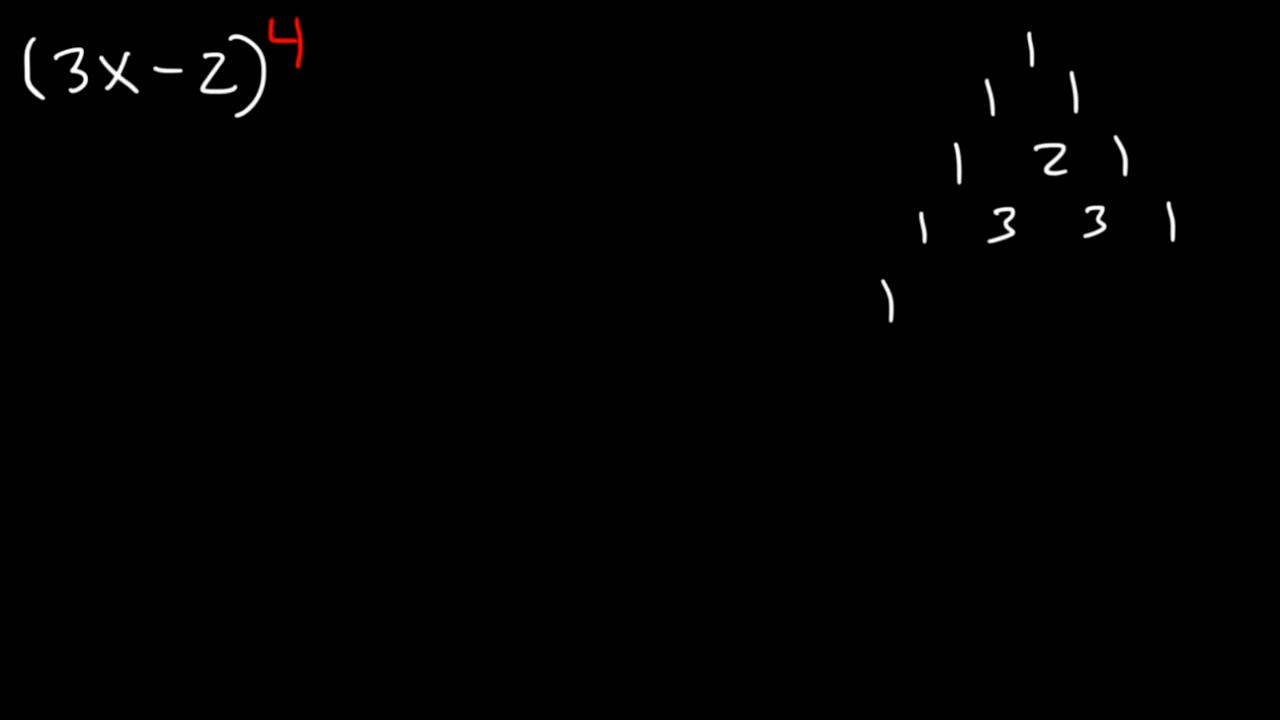 (3x-2)^4
1
1 1
1 2 1
1 3 3 1
1